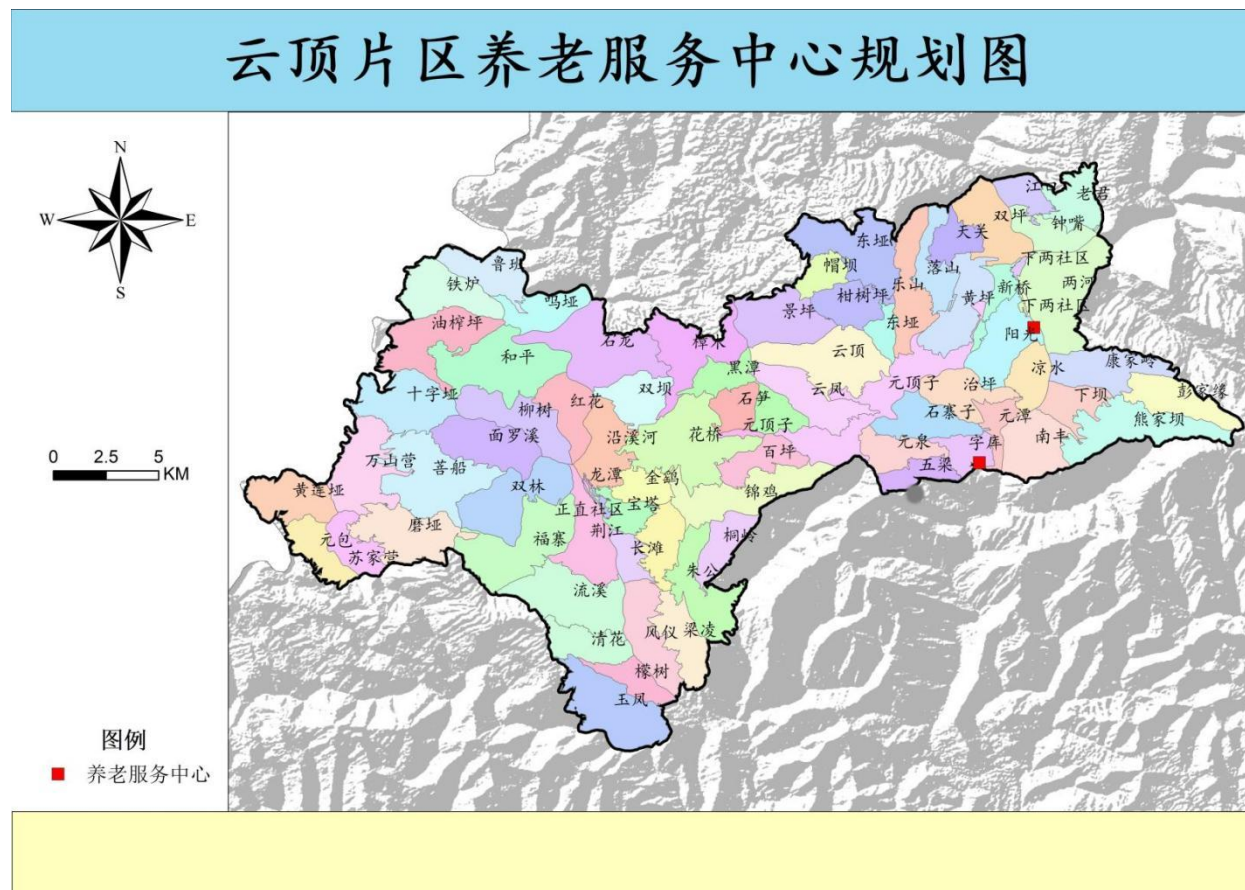 云顶片区养老服务中心规划图
N
W
E
S
0 2.5 5
KM
图例
养老服务中心
江口
老君
双坪
钟嘴
天关
东垭
下两社区
帽坝
落山
两河
鲁班
铁炉
乐山
新桥
柑树坪
黄坪
下两社区
呜垭
景坪
油榨坪
东垭
阳光
石龙
樟木
云顶
和平
康家岭
黑潭
凉水
元顶子
治坪
十字垭
双坝
云凤
彭家缘
红花
石笋
下坝
柳树
石寨子
元潭
熊家坝
元顶子
面罗溪
沿溪河
花桥
南丰
元泉
字库
百坪
万山营
善船
五梁
龙潭
金鹞
双林
锦鸡
黄莲垭
正直社区
宝塔
磨垭
荆江
桐岭
元包
福寨
长滩
苏家营
朱公
流溪
清花
风仪
梁凌
檬树
玉凤